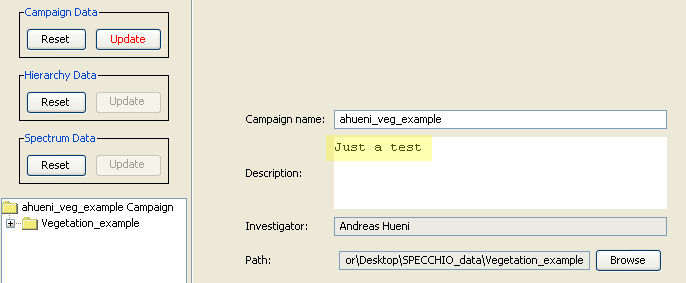 Campaign Data
Reset Update
Hierarchy Data
Reset Update
Spectrum Data
Reset Update
ahueni_veg_example Campaign
Vegetation_example
Campaign name: ahueni_veg_example
Description: Just a test
Investigator: Andreas Hueni
Path: or\Desktop\SPECCHIO_data\Vegetation_example Browse